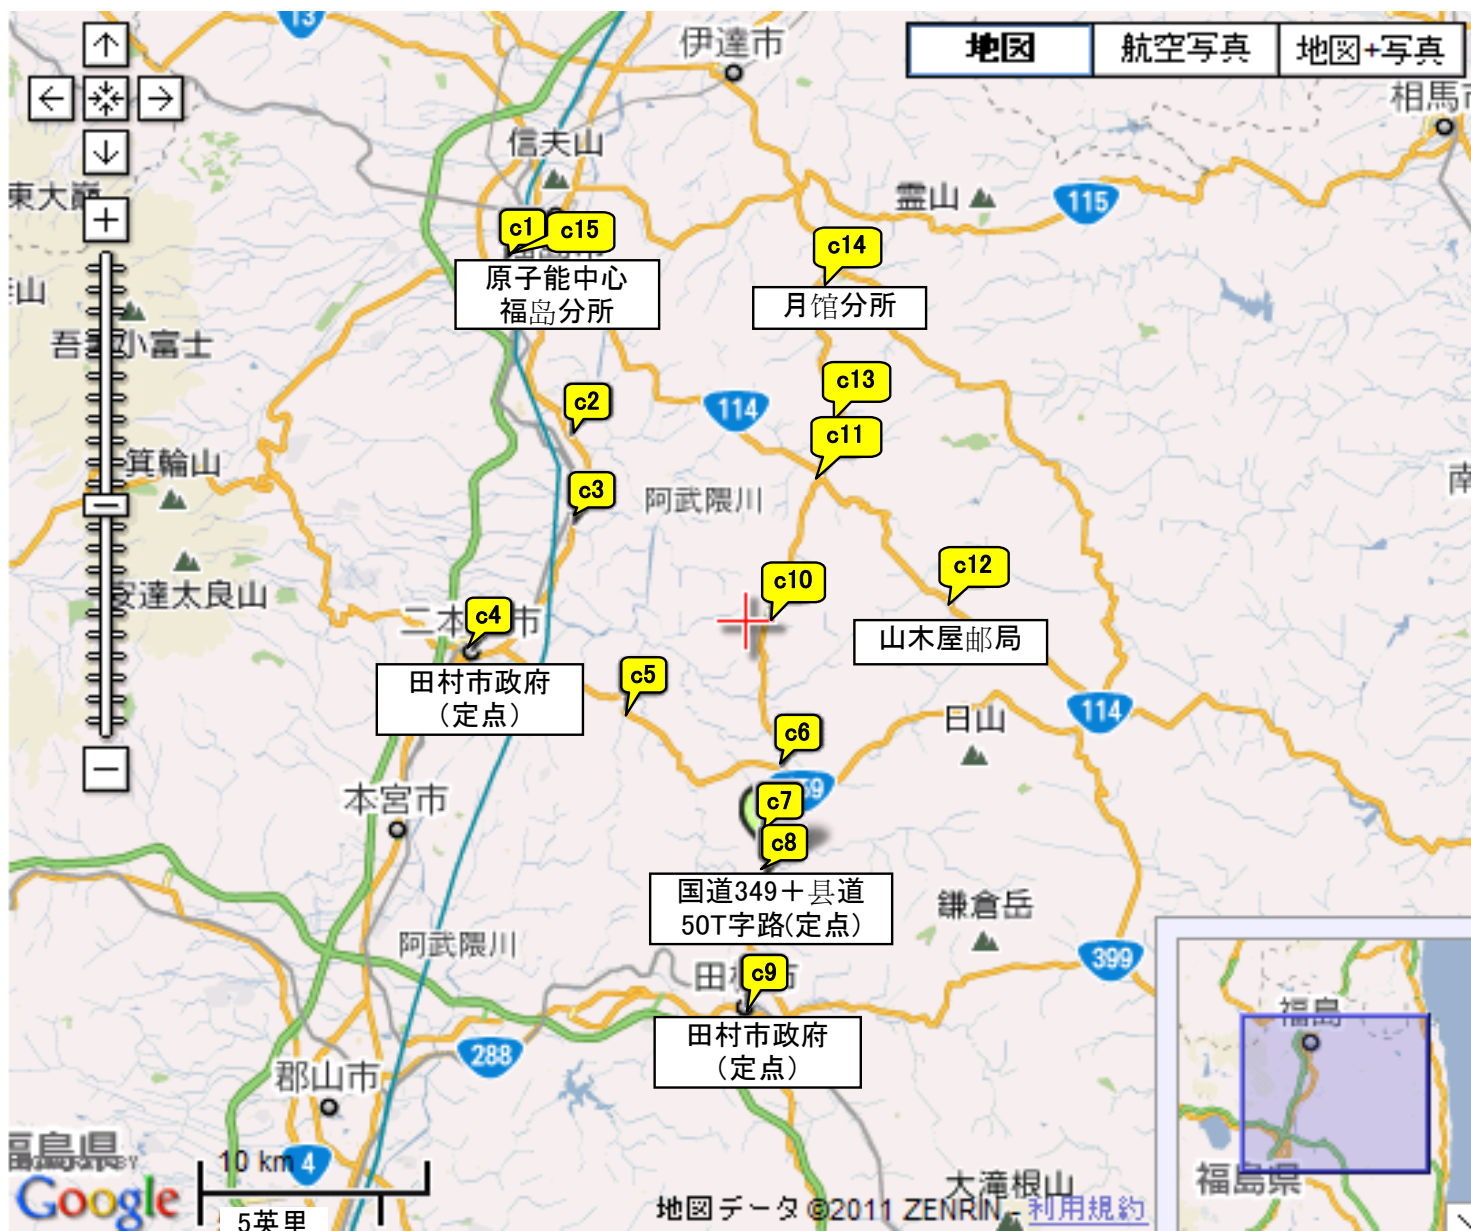 13
伊達市
地図
航空写真
地図+写真
相馬市
信夫山
東大巓
霊山
115
c1
c15
c14
原子能中心
福岛分所
月馆分所
山
吾妻小富士
c13
c2
114
c11
箕輪山
c3
阿武隈川
南
c12
c10
安達太良山
二本松市
c4
山木屋邮局
田村市政府
(定点)
c5
c6
日山
114
本宮市
c7
59
c8
国道349+县道
50T字路(定点)
鎌倉岳
阿武隈川
399
田村市
c9
田村市政府
(定点)
福島
288
郡山市
福島県
10 km
4
Google
5英里
大滝根山
地図データ ©2011 ZENRIN - 利用規約
福島県